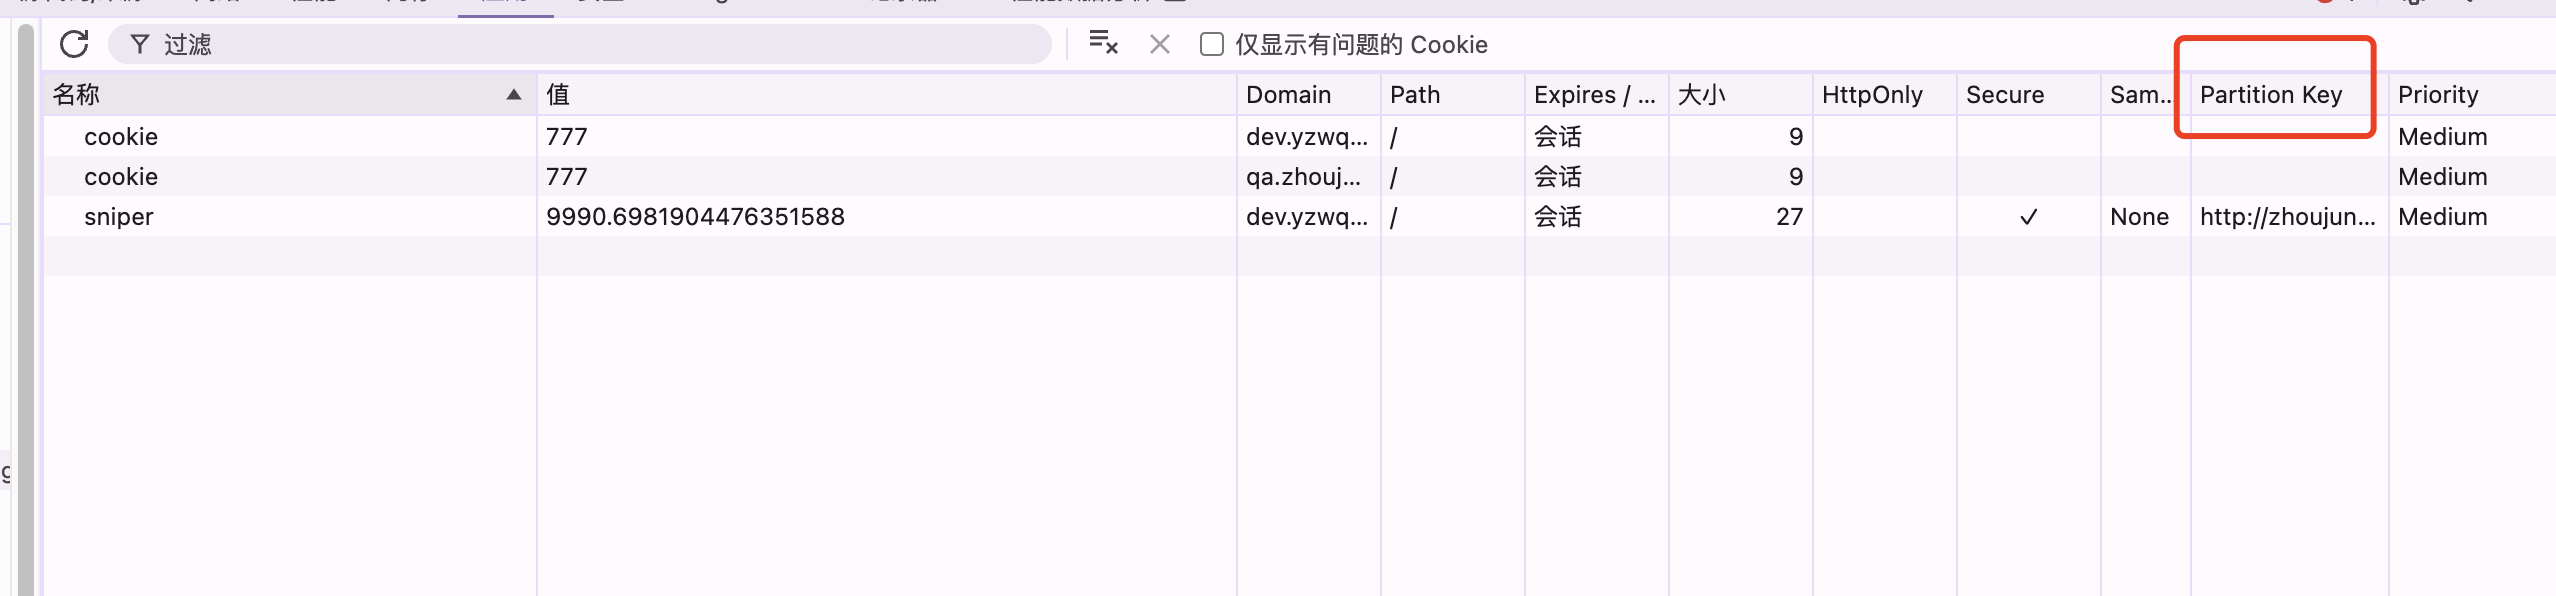 过滤
仅显示有问题的 Cookie
名称 值 Domain Path Expires / ... 大小 HttpOnly Secure Sam... Partition Key Priority
cookie 777 dev.yzwq... / 会话 9 Medium
cookie 777 qa.zhouj... / 会话 9 Medium
sniper 9990.6981904476351588 dev.yzwq... / 会话 27 ✓ None http://zhoujun... Medium